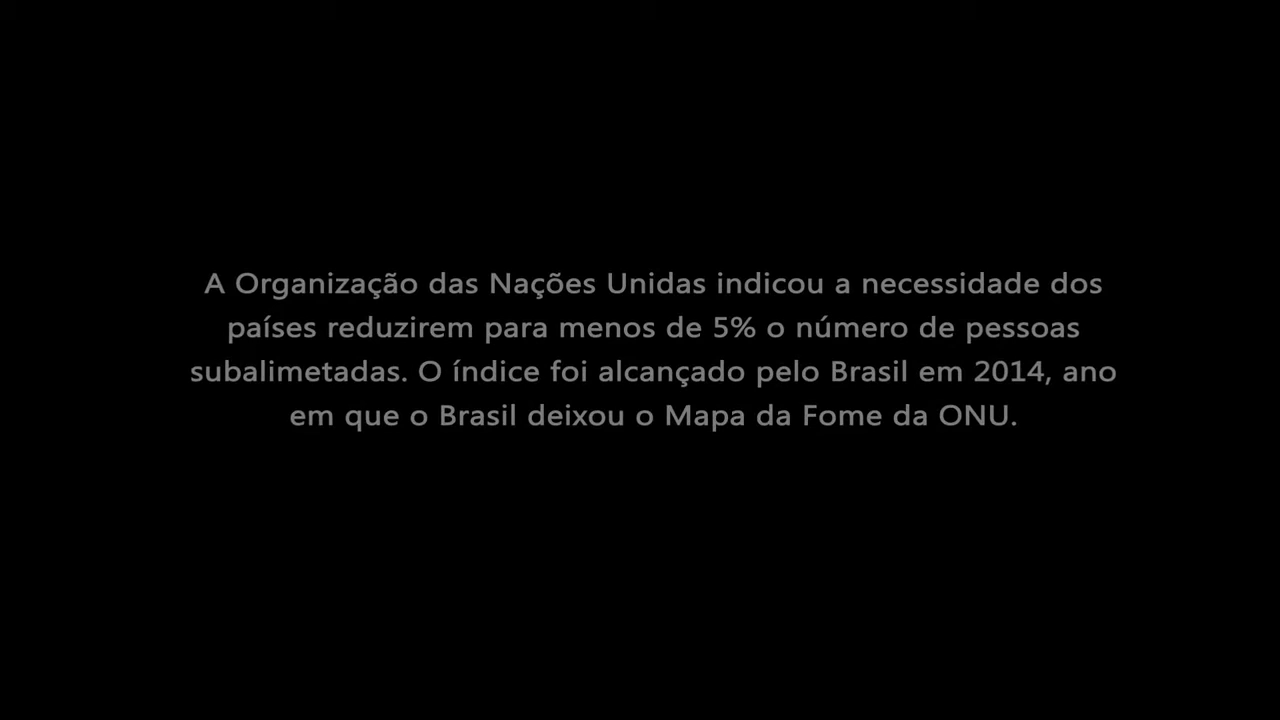 A Organização das Nações Unidas indicou a necessidade dos
países reduzirem para menos de 5% o número de pessoas
subalimetadas. O índice foi alcançado pelo Brasil em 2014, ano
em que o Brasil deixou o Mapa da Fome da ONU.